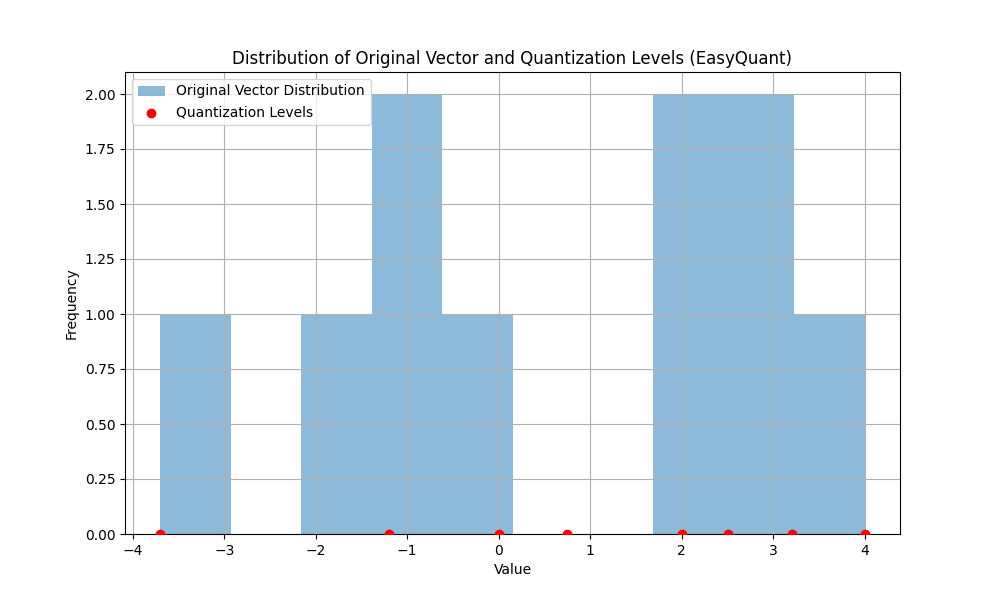 Distribution of Original Vector and Quantization Levels (EasyQuant)
Original Vector Distribution
Quantization Levels
Frequency
2.00
1.75
1.50
1.25
1.00
0.75
0.50
0.25
0.00
−4 −3 −2 −1 0 1 2 3 4
Value